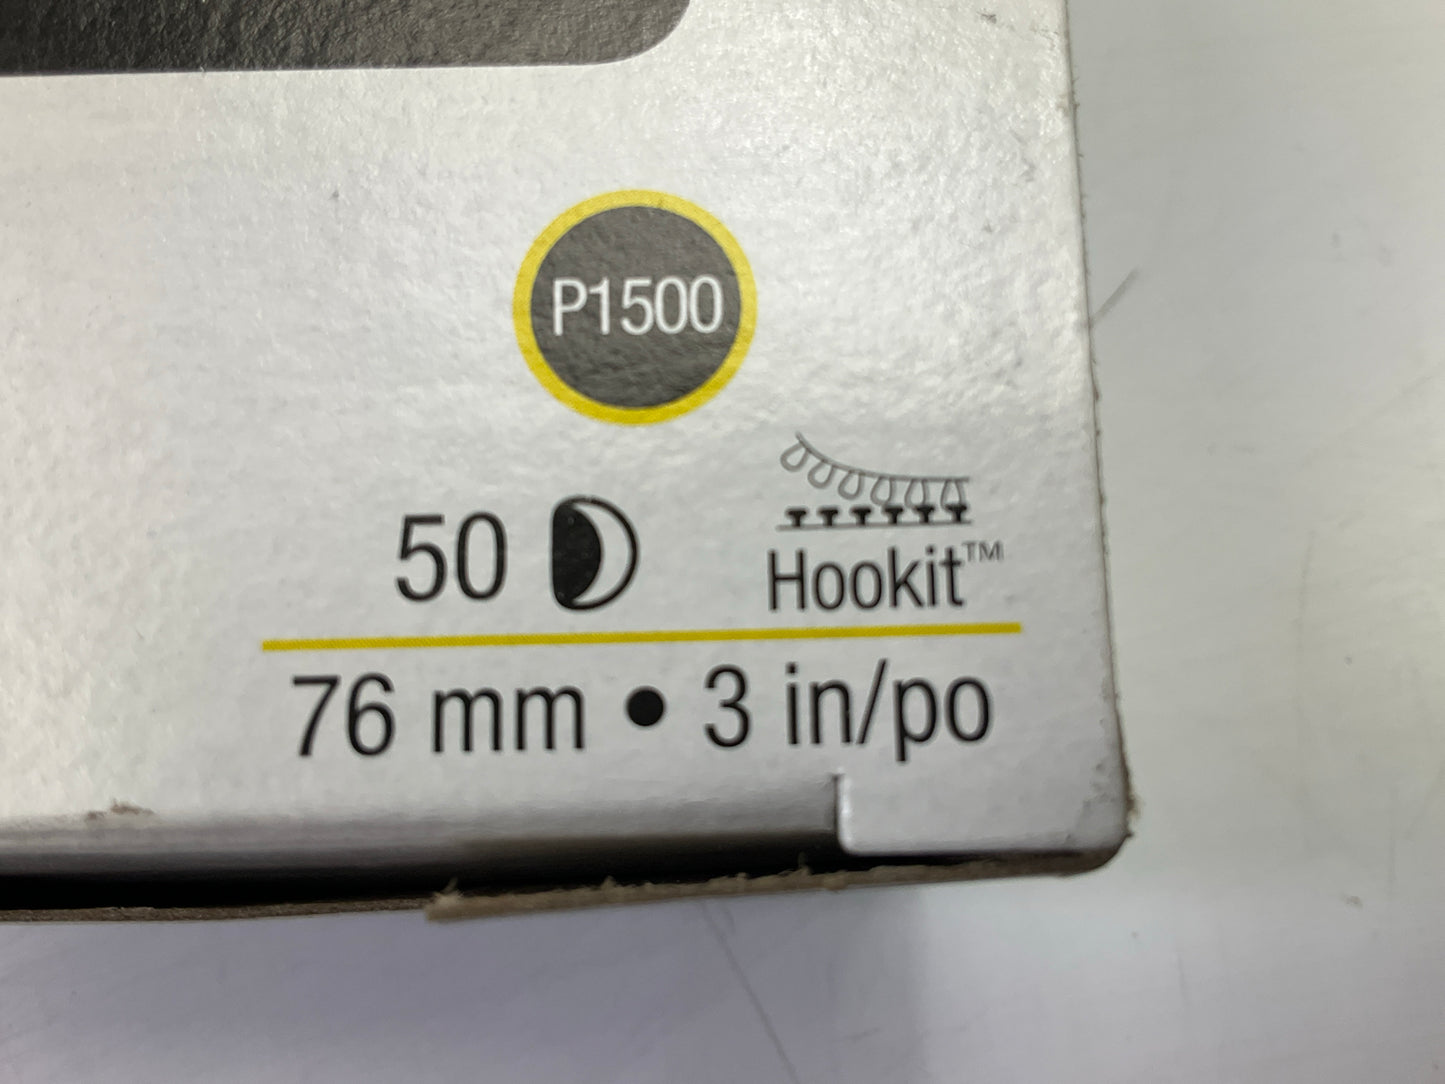 P1500
50
Hookit™
76 mm • 3 in/po